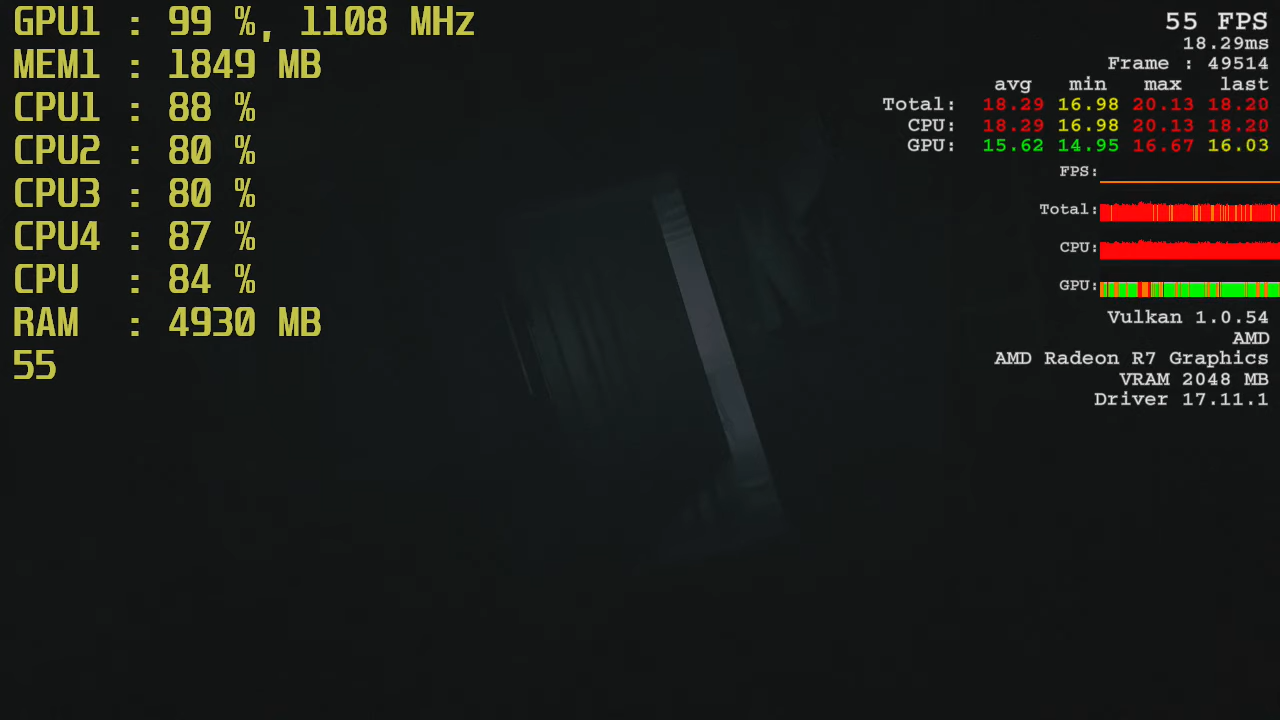 GPU1 : 99 %, 1108 MHz
MEM1 : 1849 MB
CPU1 : 88 %
CPU2 : 80 %
CPU3 : 80 %
CPU4 : 87 %
CPU : 84 %
RAM : 4930 MB
55
55 FPS
18.29ms
Frame : 49514
avg min max last
Total: 18.29 16.98 20.13 18.20
CPU: 18.29 16.98 20.13 18.20
GPU: 15.62 14.95 16.67 16.03
FPS:
Total:
CPU:
GPU:
Vulkan 1.0.54
AMD
AMD Radeon R7 Graphics
VRAM 2048 MB
Driver 17.11.1